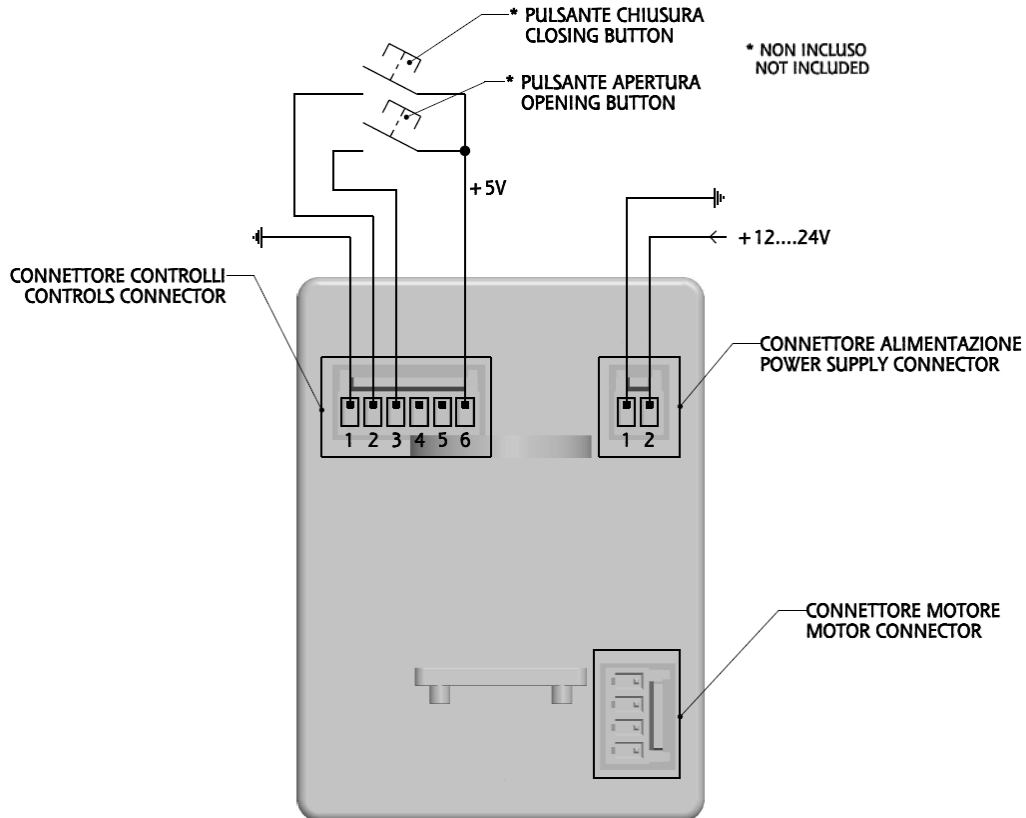 * PULSANTE CHIUSURA
CLOSING BUTTON
* NON INCLUSO
NOT INCLUDED
* PULSANTE APERTURA
OPENING BUTTON
+5V
+12....24V
CONNETTORE CONTROLLI
CONTROLS CONNECTOR
CONNETTORE ALIMENTAZIONE
POWER SUPPLY CONNECTOR
1 2 3 4 5 6
1 2
CONNETTORE MOTORE
MOTOR CONNECTOR